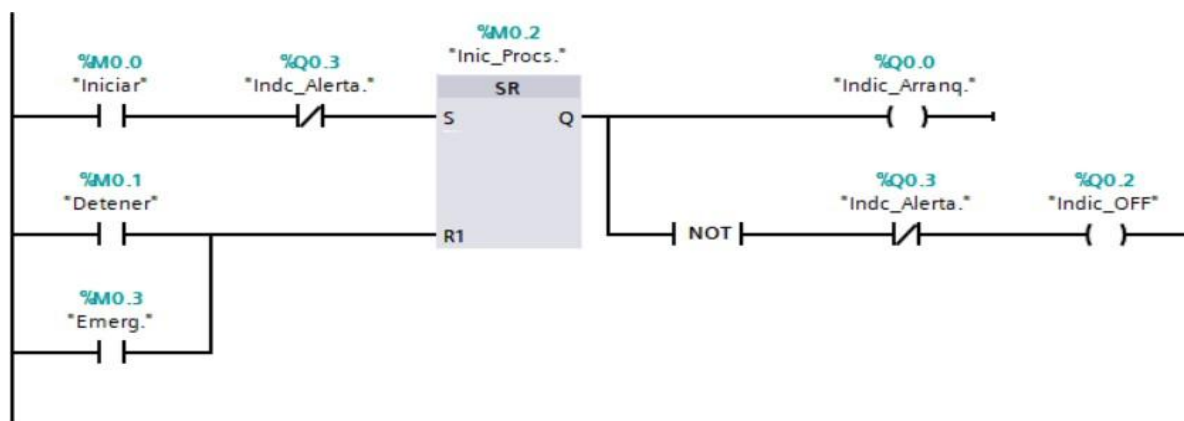 %M0.2
"Inic_Procs."
%M0.0
"Iniciar"
%Q0.3
"Indc_Alerta."
SR
%Q0.0
"Indic_Arranq."
S
Q
%M0.1
"Detener"
%Q0.3
"Indc_Alerta."
%Q0.2
"Indic_OFF"
R1
NOT
%M0.3
"Emerg."